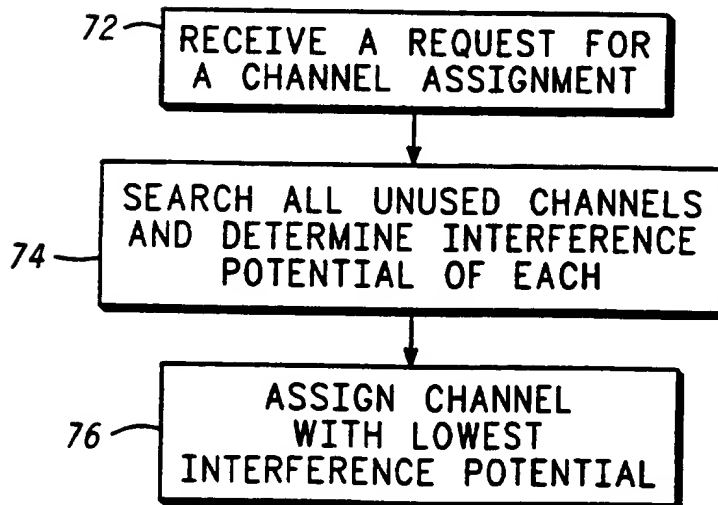 72
RECEIVE A REQUEST FOR
A CHANNEL ASSIGNMENT
74
SEARCH ALL UNUSED CHANNELS
AND DETERMINE INTERFERENCE
POTENTIAL OF EACH
76
ASSIGN CHANNEL
WITH LOWEST
INTERFERENCE POTENTIAL